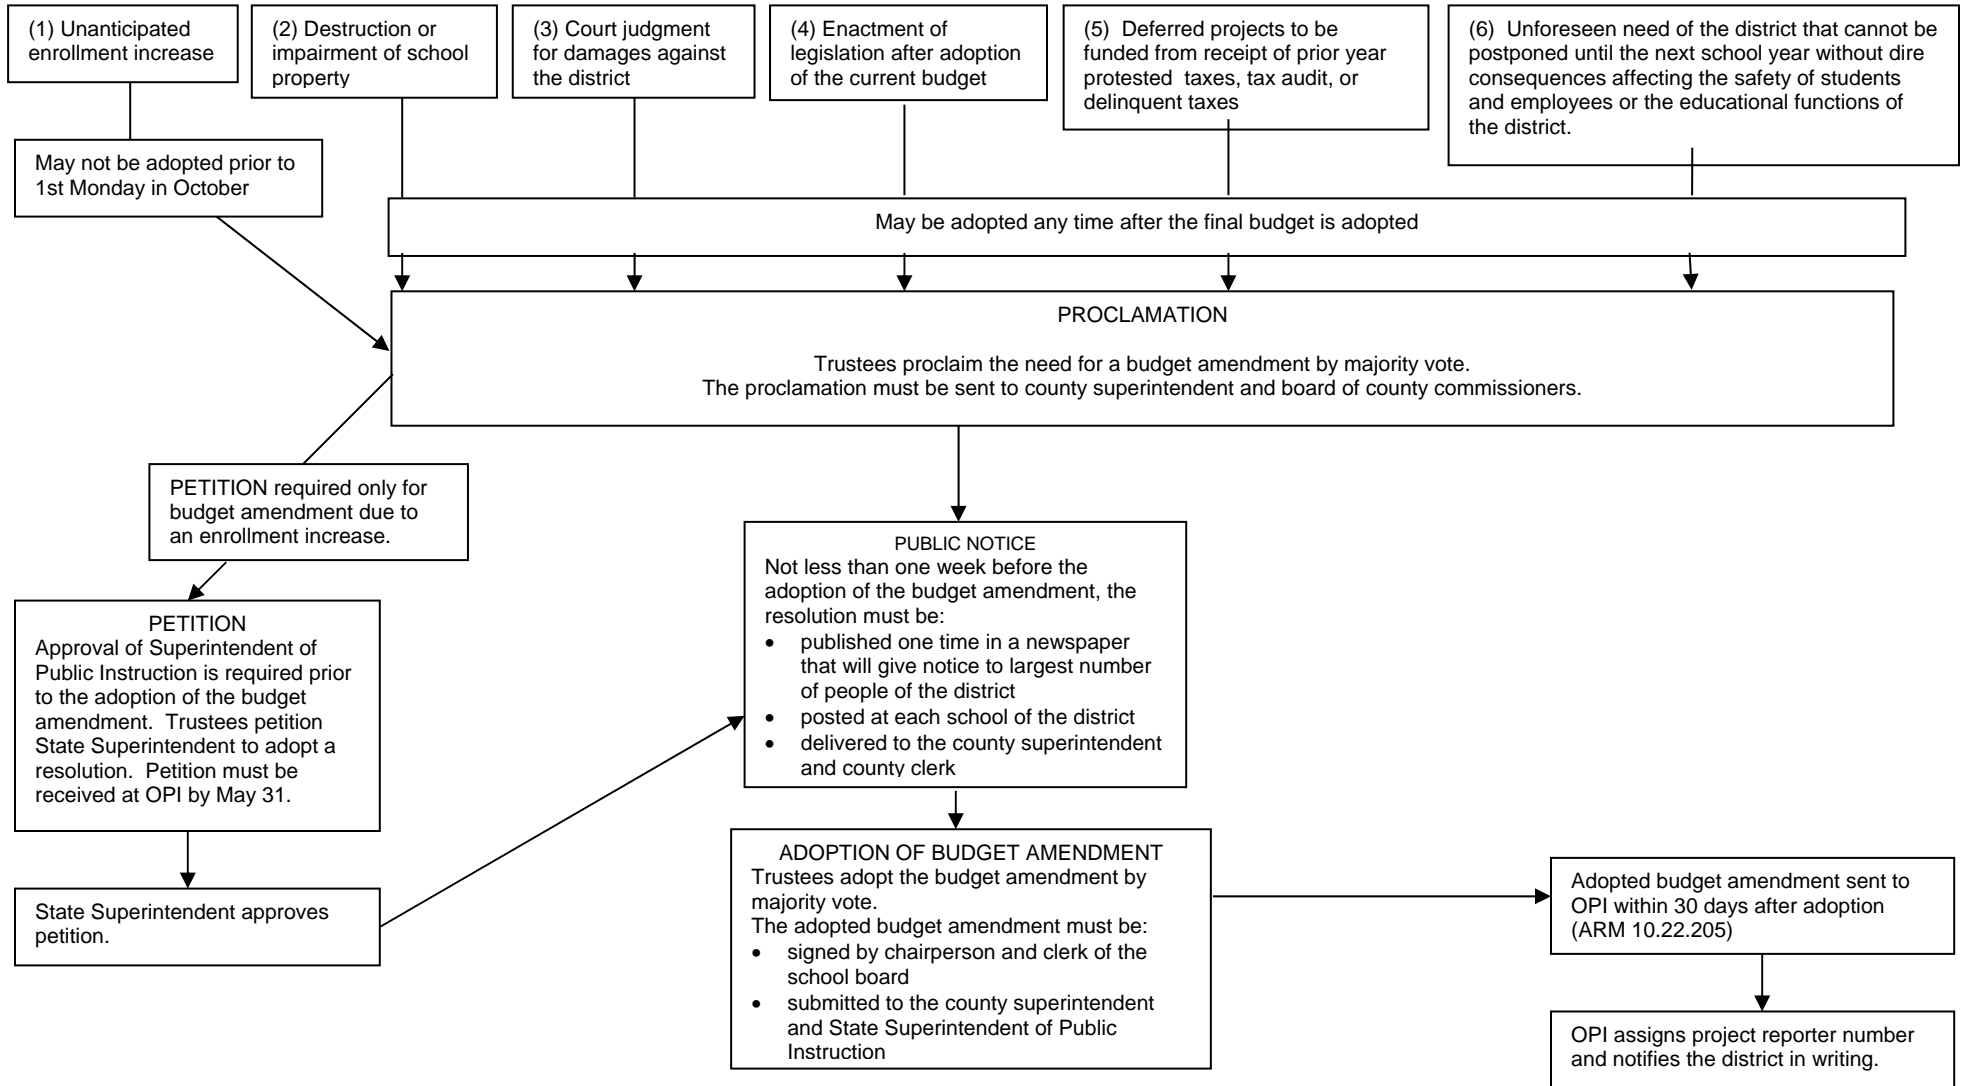 (1) Unanticipated
enrollment increase
(2) Destruction or
impairment of school
property
(3) Court judgment
for damages against
the district
(4) Enactment of
legislation after adoption
of the current budget
(5) Deferred projects to be
funded from receipt of prior year
protested taxes, tax audit, or
delinquent taxes
(6) Unforeseen need of the district that cannot be
postponed until the next school year without dire
consequences affecting the safety of students
and employees or the educational functions of
the district.
May not be adopted prior to
1st Monday in October
May be adopted any time after the final budget is adopted
PROCLAMATION
Trustees proclaim the need for a budget amendment by majority vote.
The proclamation must be sent to county superintendent and board of county commissioners.
PETITION required only for
budget amendment due to
an enrollment increase.
PETITION
Approval of Superintendent of
Public Instruction is required prior
to the adoption of the budget
amendment. Trustees petition
State Superintendent to adopt a
resolution. Petition must be
received at OPI by May 31.
State Superintendent approves
petition.
PUBLIC NOTICE
Not less than one week before the
adoption of the budget amendment, the
resolution must be:
• published one time in a newspaper
that will give notice to largest number
of people of the district
• posted at each school of the district
• delivered to the county superintendent
and county clerk
ADOPTION OF BUDGET AMENDMENT
Trustees adopt the budget amendment by
majority vote.
The adopted budget amendment must be:
• signed by chairperson and clerk of the
school board
• submitted to the county superintendent
and State Superintendent of Public
Instruction
Adopted budget amendment sent to
OPI within 30 days after adoption
(ARM 10.22.205)
OPI assigns project reporter number
and notifies the district in writing.